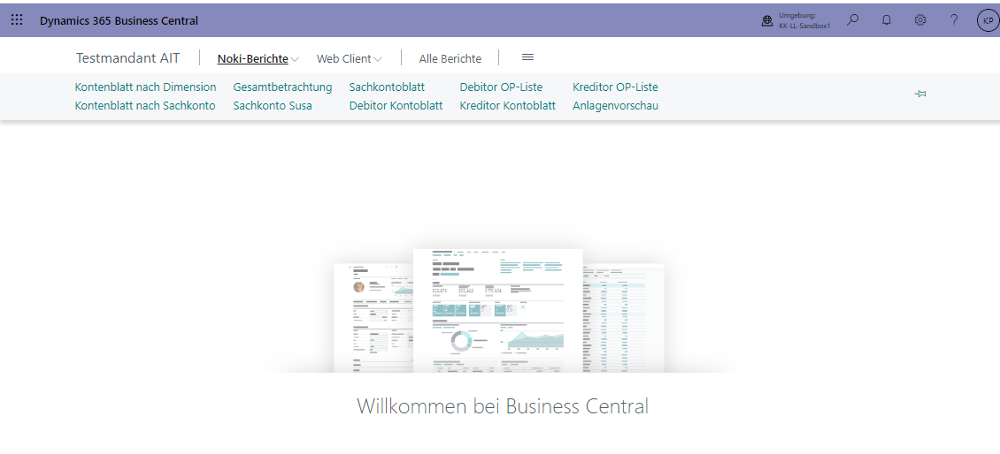 Dynamics 365 Business Central
Umgebung:
KK-LL-Sandbox1
KP
Testmandant AIT
Noki-Berichte
Web Client
Alle Berichte
Kontenblatt nach Dimension Gesamtbetrachtung Sachkontoblatt Debitor OP-Liste Kreditor OP-Liste
Kontenblatt nach Sachkonto Sachkonto Susa Debitor Kontoblatt Kreditor Kontoblatt Anlagenvorschau
Willkommen bei Business Central